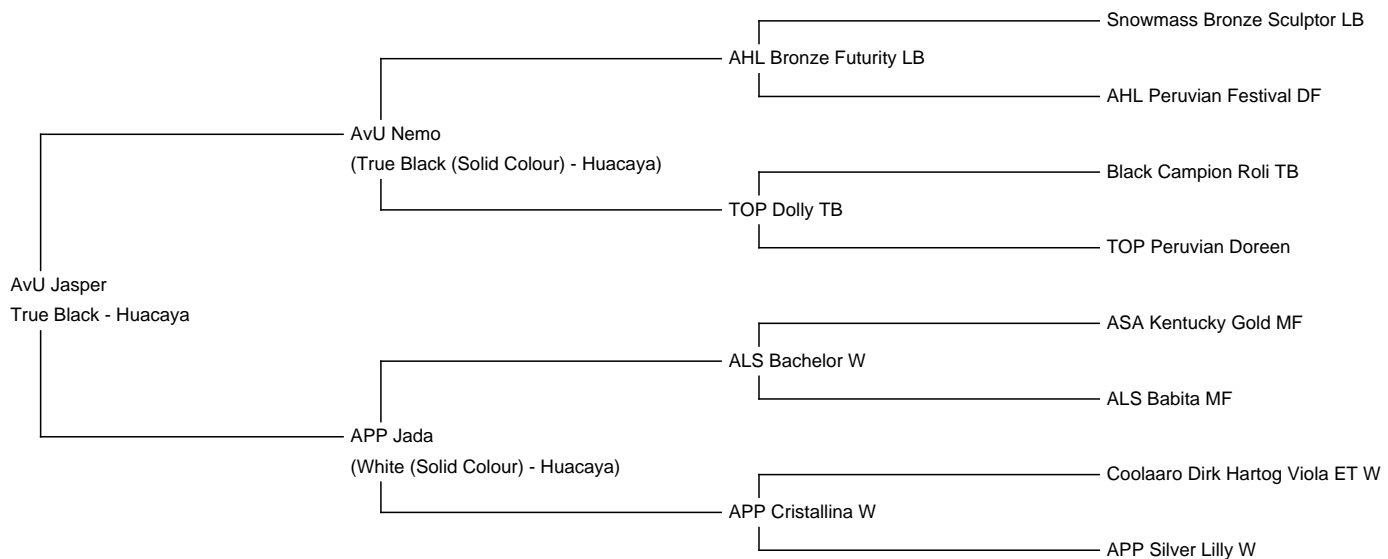 Snowmass Bronze Sculptor LB
AHL Bronze Futurity LB
AHL Peruvian Festival DF
AvU Nemo
(True Black (Solid Colour) - Huacaya)
Black Campion Roli TB
TOP Dolly TB
TOP Peruvian Doreen
AvU Jasper
True Black - Huacaya
ASA Kentucky Gold MF
ALS Bachelor W
ALS Babita MF
APP Jada
(White (Solid Colour) - Huacaya)
Coolaaro Dirk Hartog Viola ET W
APP Cristallina W
APP Silver Lilly W